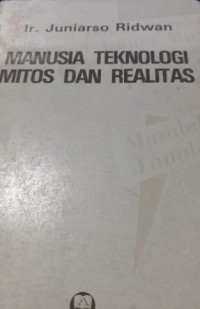 Ir. Juniarso Ridwan
MANUSIA TEKNOLOGI
MITOS DAN REALITAS